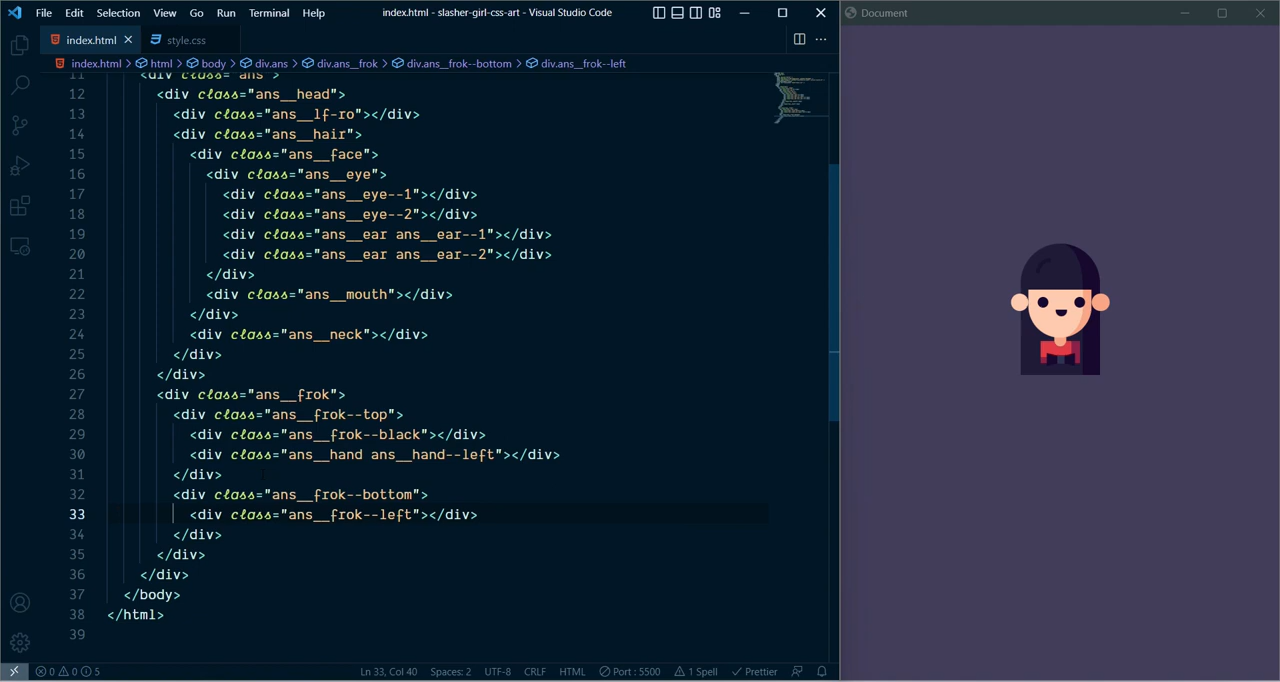 File Edit Selection View Go Run Terminal Help index.html - slasher-girl-css-art - Visual Studio Code
Document
index.html style.css
index.html > html > body > div.ans > div.ans__frok > div.ans__frok--bottom > div.ans__frok--left
11 <div class="ans">
12 <div class="ans__head">
13 <div class="ans__lf-ro"></div>
14 <div class="ans__hair">
15 <div class="ans__face">
16 <div class="ans__eye">
17 <div class="ans__eye--1"></div>
18 <div class="ans__eye--2"></div>
19 <div class="ans__ear ans__ear--1"></div>
20 <div class="ans__ear ans__ear--2"></div>
21 </div>
22 <div class="ans__mouth"></div>
23 </div>
24 <div class="ans__neck"></div>
25 </div>
26 </div>
27 <div class="ans__frok">
28 <div class="ans__frok--top">
29 <div class="ans__frok--black"></div>
30 <div class="ans__hand ans__hand--left"></div>
31 </div>
32 <div class="ans__frok--bottom">
33 <div class="ans__frok--left"></div>
34 </div>
35 </div>
36 </div>
37 </body>
38 </html>
39
0 0 5 Ln 33, Col 40 Spaces: 2 UTF-8 CRLF HTML Port : 5500 1 Spell Prettier